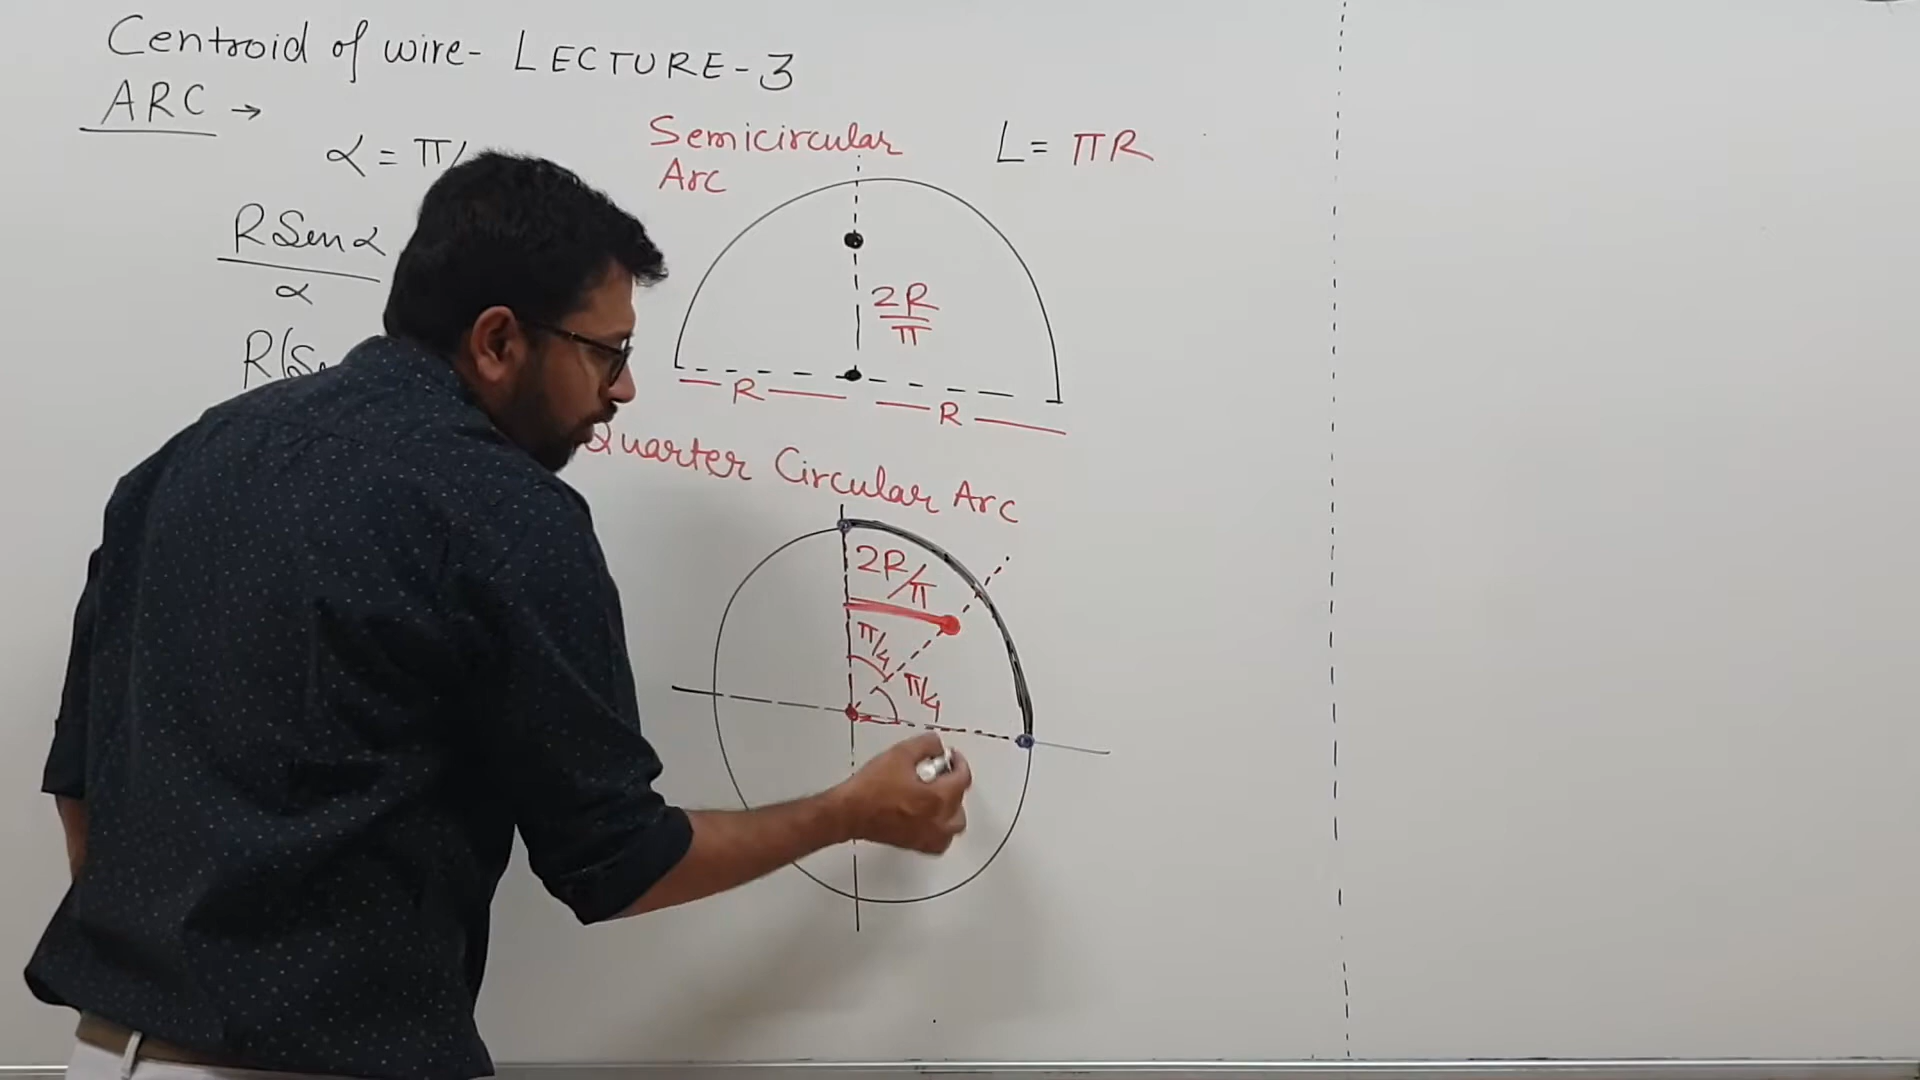 Centroid of wire- LECTURE-3
ARC →
α = π/
R Sin α
α
R(S
Semicircular
Arc
L = πR
2R
π
R
R
Quarter Circular Arc
2R/π
π/4
π/4